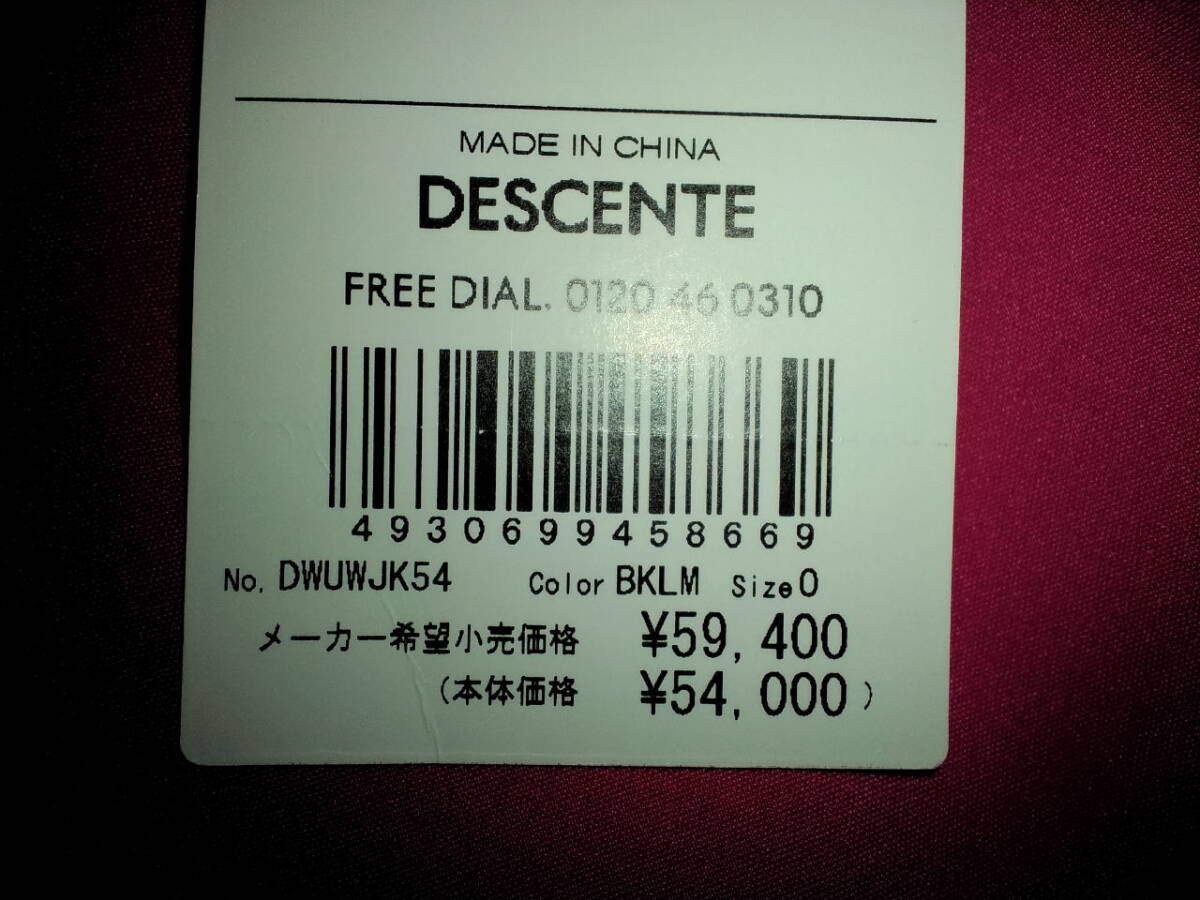 MADE IN CHINA
DESCENTE
FREE DIAL. 0120 46 0310
4930699458669
No. DWUWJK54 Color BKLM Size 0
メーカー希望小売価格 ¥59,400
(本体価格 ¥54,000)